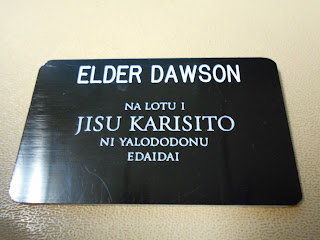 ELDER DAWSON
NA LOTU I
JISU KARISITO
NI YALODODONU
EDAIDAI